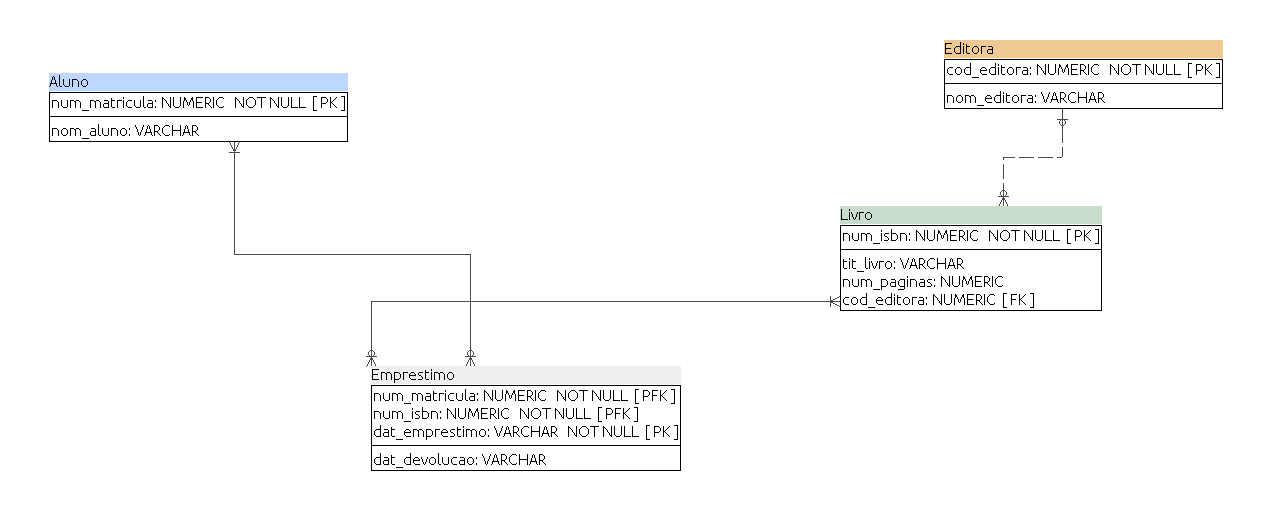 Editora
cod_editora: NUMERIC NOT NULL [ PK ]
nom_editora: VARCHAR
Aluno
num_matricula: NUMERIC NOT NULL [ PK ]
nom_aluno: VARCHAR
Livro
num_isbn: NUMERIC NOT NULL [ PK ]
tit_livro: VARCHAR
num_paginas: NUMERIC
cod_editora: NUMERIC [ FK ]
Emprestimo
num_matricula: NUMERIC NOT NULL [ PFK ]
num_isbn: NUMERIC NOT NULL [ PFK ]
dat_emprestimo: VARCHAR NOT NULL [ PK ]
dat_devolucao: VARCHAR